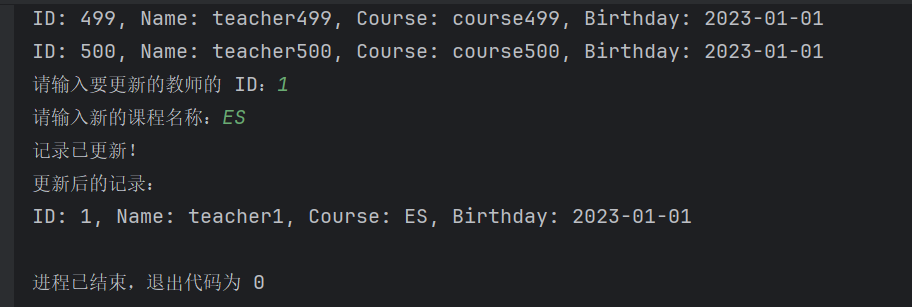 ID: 499, Name: teacher499, Course: course499, Birthday: 2023-01-01
ID: 500, Name: teacher500, Course: course500, Birthday: 2023-01-01
请输入要更新的教师的 ID：1
请输入新的课程名称：ES
记录已更新！
更新后的记录：
ID: 1, Name: teacher1, Course: ES, Birthday: 2023-01-01
进程已结束，退出代码为 0